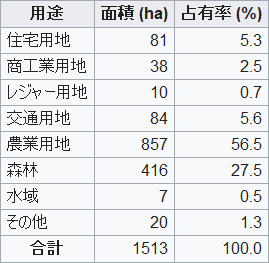 用途 面積 (ha) 占有率 (%)
住宅用地 81 5.3
商工業用地 38 2.5
レジャー用地 10 0.7
交通用地 84 5.6
農業用地 857 56.5
森林 416 27.5
水域 7 0.5
その他 20 1.3
合計 1513 100.0